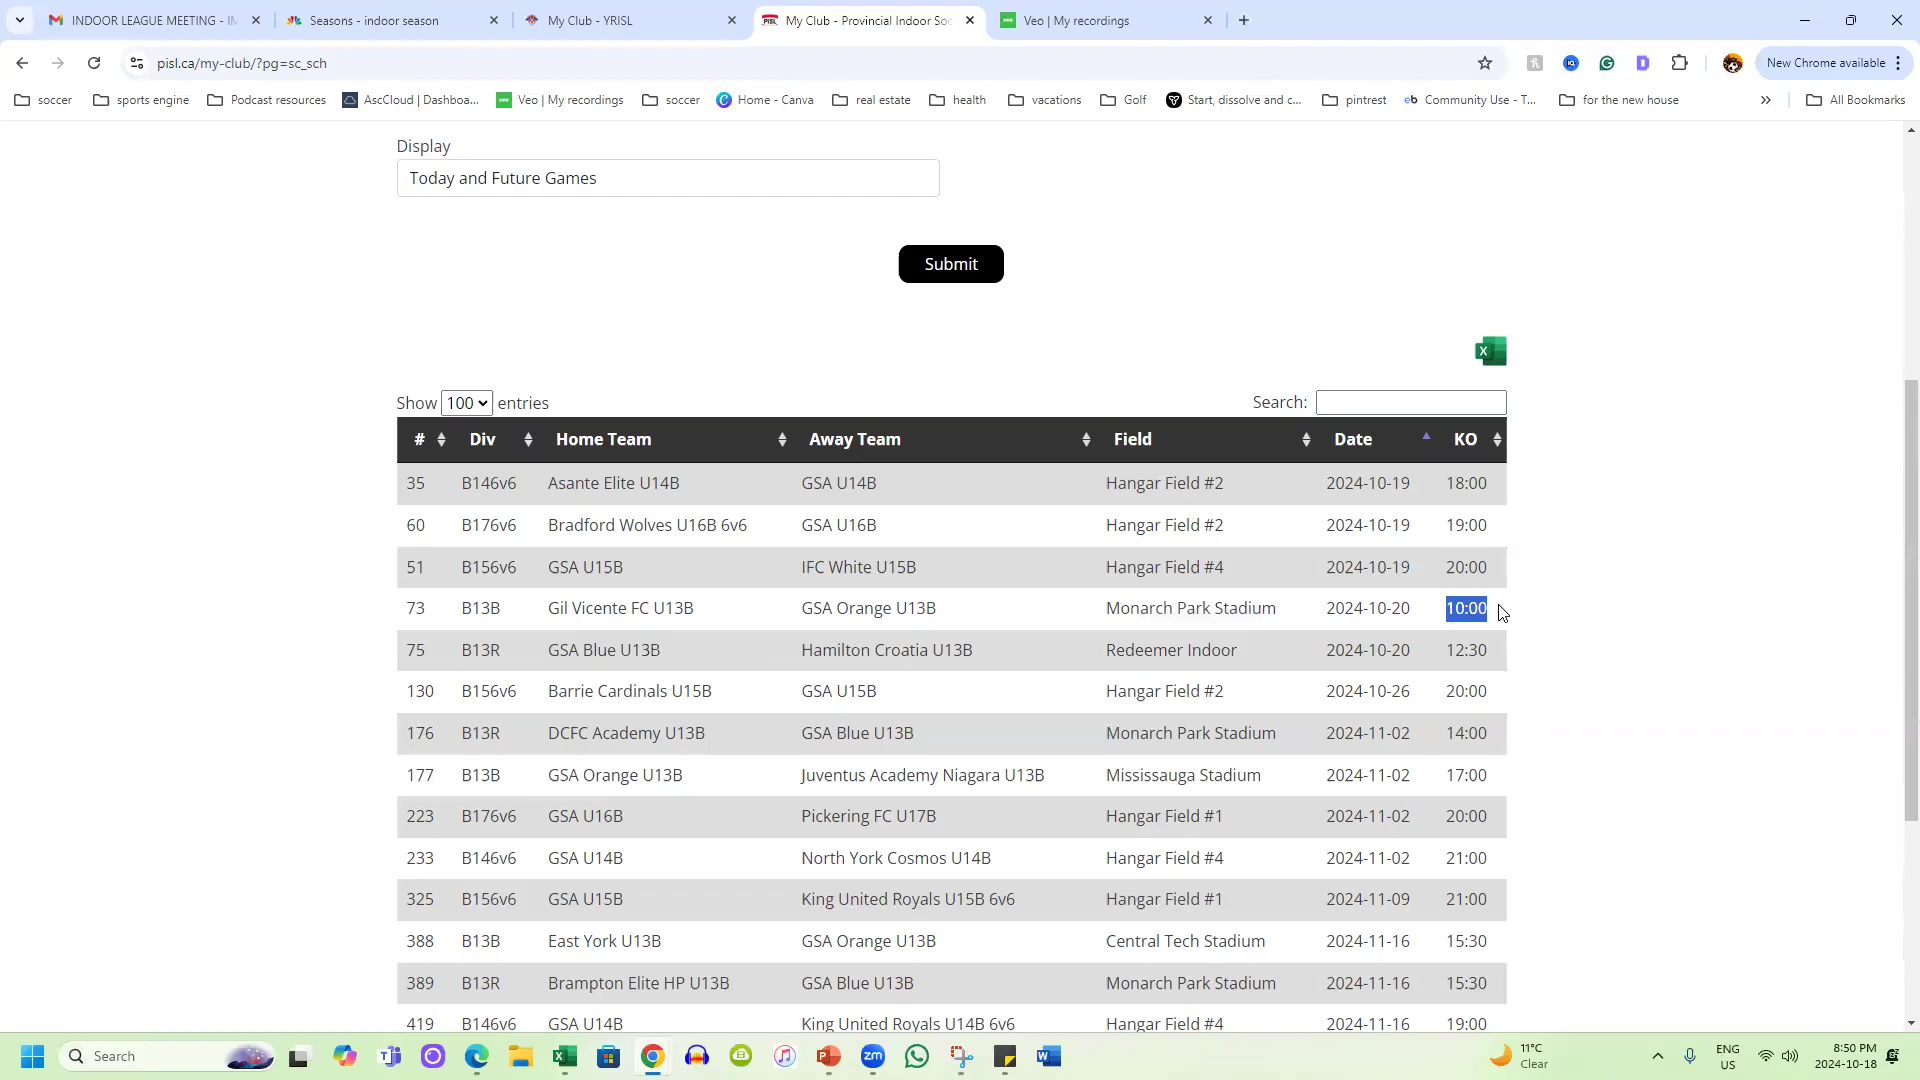 INDOOR LEAGUE MEETING - IM
Seasons - indoor season
My Club - YRISL
My Club - Provincial Indoor Soc
Veo | My recordings
pisl.ca/my-club/?pg=sc_sch
New Chrome available
soccer sports engine Podcast resources AscCloud | Dashboa... Veo | My recordings soccer Home - Canva real estate health vacations Golf Start, dissolve and c... pintrest Community Use - T... for the new house » All Bookmarks
Display
Today and Future Games
Submit
Show 100 entries Search:
# Div Home Team Away Team Field Date KO
35 B146v6 Asante Elite U14B GSA U14B Hangar Field #2 2024-10-19 18:00
60 B176v6 Bradford Wolves U16B 6v6 GSA U16B Hangar Field #2 2024-10-19 19:00
51 B156v6 GSA U15B IFC White U15B Hangar Field #4 2024-10-19 20:00
73 B13B Gil Vicente FC U13B GSA Orange U13B Monarch Park Stadium 2024-10-20 10:00
75 B13R GSA Blue U13B Hamilton Croatia U13B Redeemer Indoor 2024-10-20 12:30
130 B156v6 Barrie Cardinals U15B GSA U15B Hangar Field #2 2024-10-26 20:00
176 B13R DCFC Academy U13B GSA Blue U13B Monarch Park Stadium 2024-11-02 14:00
177 B13B GSA Orange U13B Juventus Academy Niagara U13B Mississauga Stadium 2024-11-02 17:00
223 B176v6 GSA U16B Pickering FC U17B Hangar Field #1 2024-11-02 20:00
233 B146v6 GSA U14B North York Cosmos U14B Hangar Field #4 2024-11-02 21:00
325 B156v6 GSA U15B King United Royals U15B 6v6 Hangar Field #1 2024-11-09 21:00
388 B13B East York U13B GSA Orange U13B Central Tech Stadium 2024-11-16 15:30
389 B13R Brampton Elite HP U13B GSA Blue U13B Monarch Park Stadium 2024-11-16 15:30
419 B146v6 GSA U14B King United Royals U14B 6v6 Hangar Field #4 2024-11-16 19:00
Search
11°C
Clear
ENG
US
8:50 PM
2024-10-18